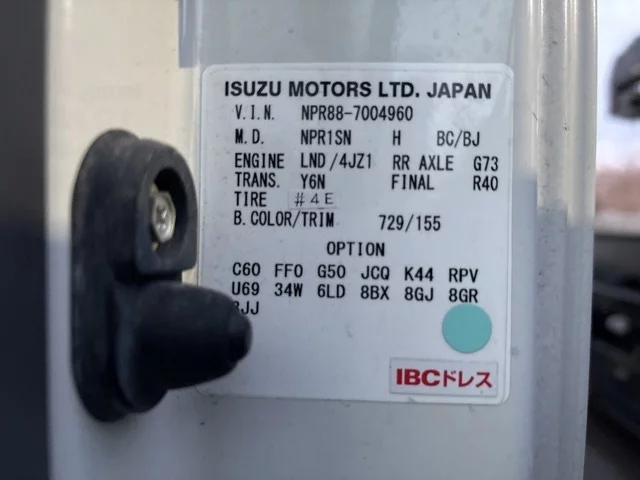 ISUZU MOTORS LTD. JAPAN
V.I.N. NPR88-7004960
M.D. NPR1SN H BC/BJ
ENGINE LND/4JZ1 RR AXLE G73
TRANS. Y6N FINAL R40
TIRE #4E
B.COLOR/TRIM 729/155
OPTION
C60 FF0 G50 JCQ K44 RPV
U69 34W 6LD 8BX 8GJ 8GR
IBCドレス